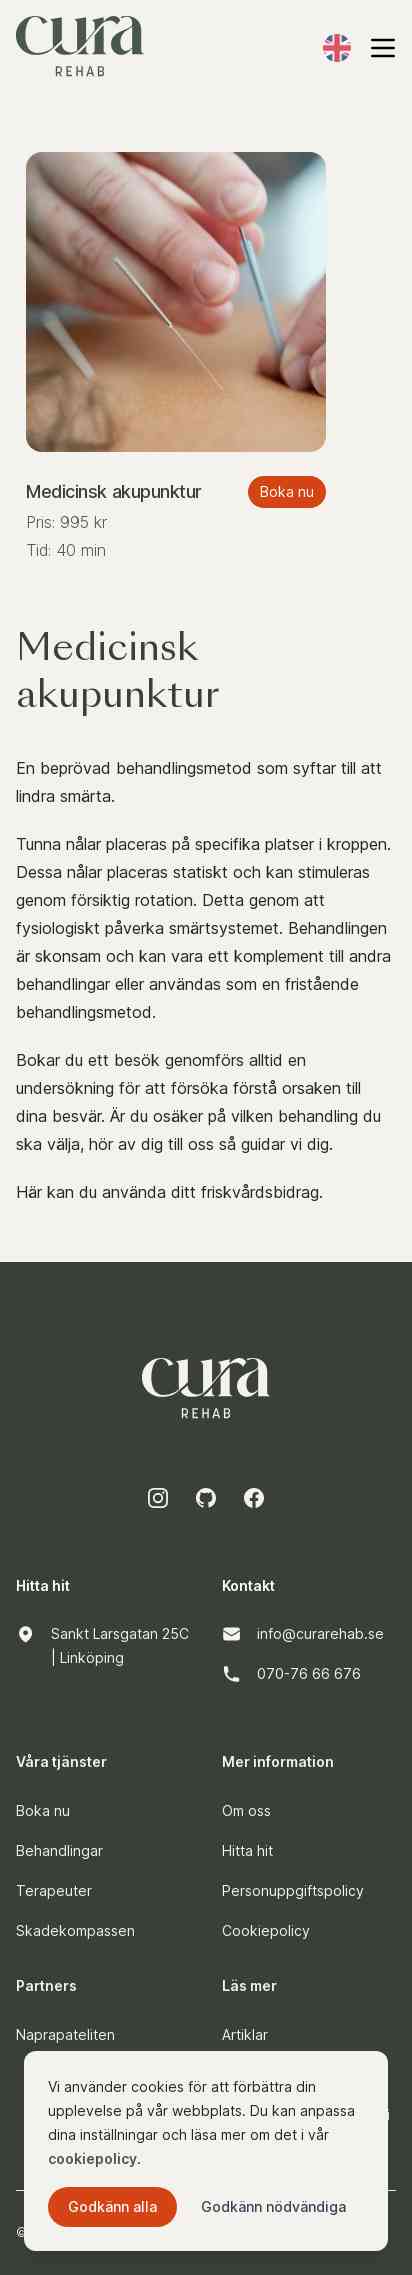 cura
REHAB
Medicinsk akupunktur
Boka nu
Pris: 995 kr
Tid: 40 min
Medicinsk
akupunktur
En beprövad behandlingsmetod som syftar till att
lindra smärta.
Tunna nålar placeras på specifika platser i kroppen.
Dessa nålar placeras statiskt och kan stimuleras
genom försiktig rotation. Detta genom att
fysiologiskt påverka smärtsystemet. Behandlingen
är skonsam och kan vara ett komplement till andra
behandlingar eller användas som en fristående
behandlingsmetod.
Bokar du ett besök genomförs alltid en
undersökning för att försöka förstå orsaken till
dina besvär. Är du osäker på vilken behandling du
ska välja, hör av dig till oss så guidar vi dig.
Här kan du använda ditt friskvårdsbidrag.
cura
REHAB
Hitta hit
Sankt Larsgatan 25C
| Linköping
Kontakt
info@curarehab.se
070-76 66 676
Våra tjänster
Boka nu
Behandlingar
Terapeuter
Skadekompassen
Mer information
Om oss
Hitta hit
Personuppgiftspolicy
Cookiepolicy
Partners
Naprapateliten
Läs mer
Artiklar
Vi använder cookies för att förbättra din
upplevelse på vår webbplats. Du kan anpassa
dina inställningar och läsa mer om det i vår
cookiepolicy.
Godkänn alla
Godkänn nödvändiga
©